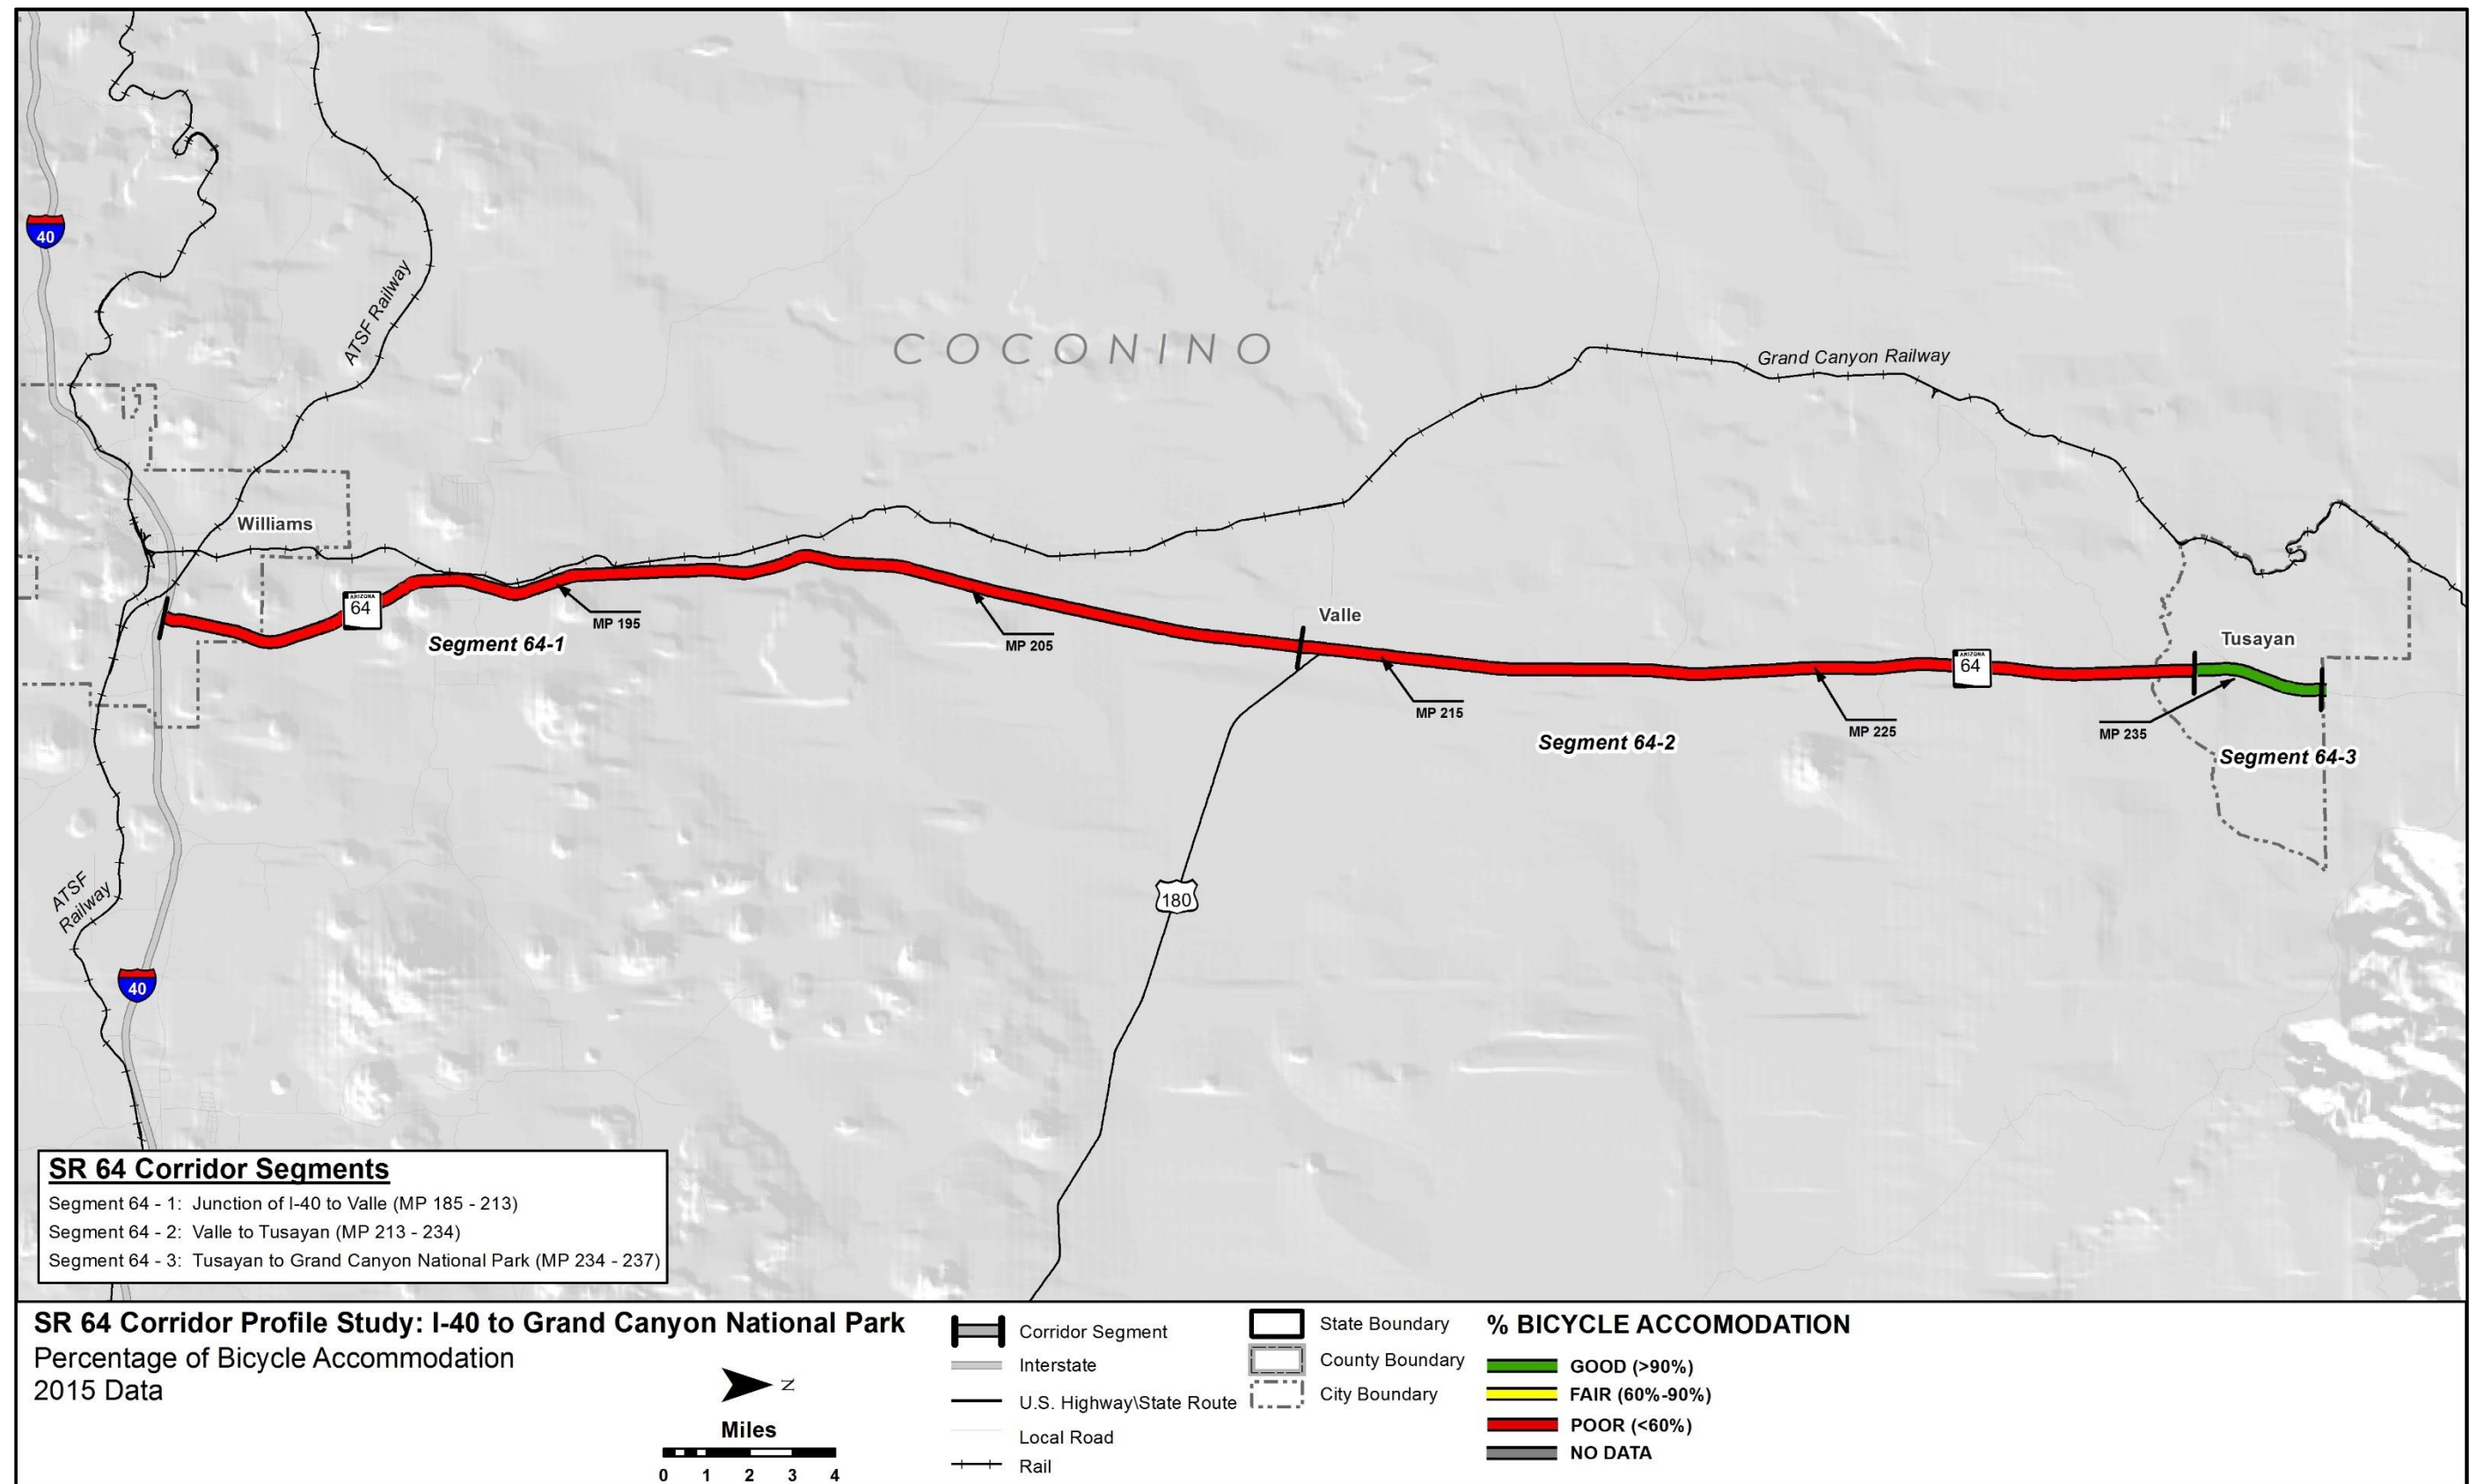 40
ATSF Railway
COCONINO
Grand Canyon Railway
Williams
ARIZONA
64
MP 195
Segment 64-1
MP 205
Valle
MP 215
Segment 64-2
MP 225
ARIZONA
64
Tusayan
MP 235
Segment 64-3
180
ATSF
Railway
40
SR 64 Corridor Segments
Segment 64 - 1: Junction of I-40 to Valle (MP 185 - 213)
Segment 64 - 2: Valle to Tusayan (MP 213 - 234)
Segment 64 - 3: Tusayan to Grand Canyon National Park (MP 234 - 237)
SR 64 Corridor Profile Study: I-40 to Grand Canyon National Park
Percentage of Bicycle Accommodation
2015 Data
N
Miles
0 1 2 3 4
Corridor Segment
Interstate
U.S. Highway\State Route
Local Road
Rail
State Boundary
County Boundary
City Boundary
% BICYCLE ACCOMODATION
GOOD (>90%)
FAIR (60%-90%)
POOR (<60%)
NO DATA